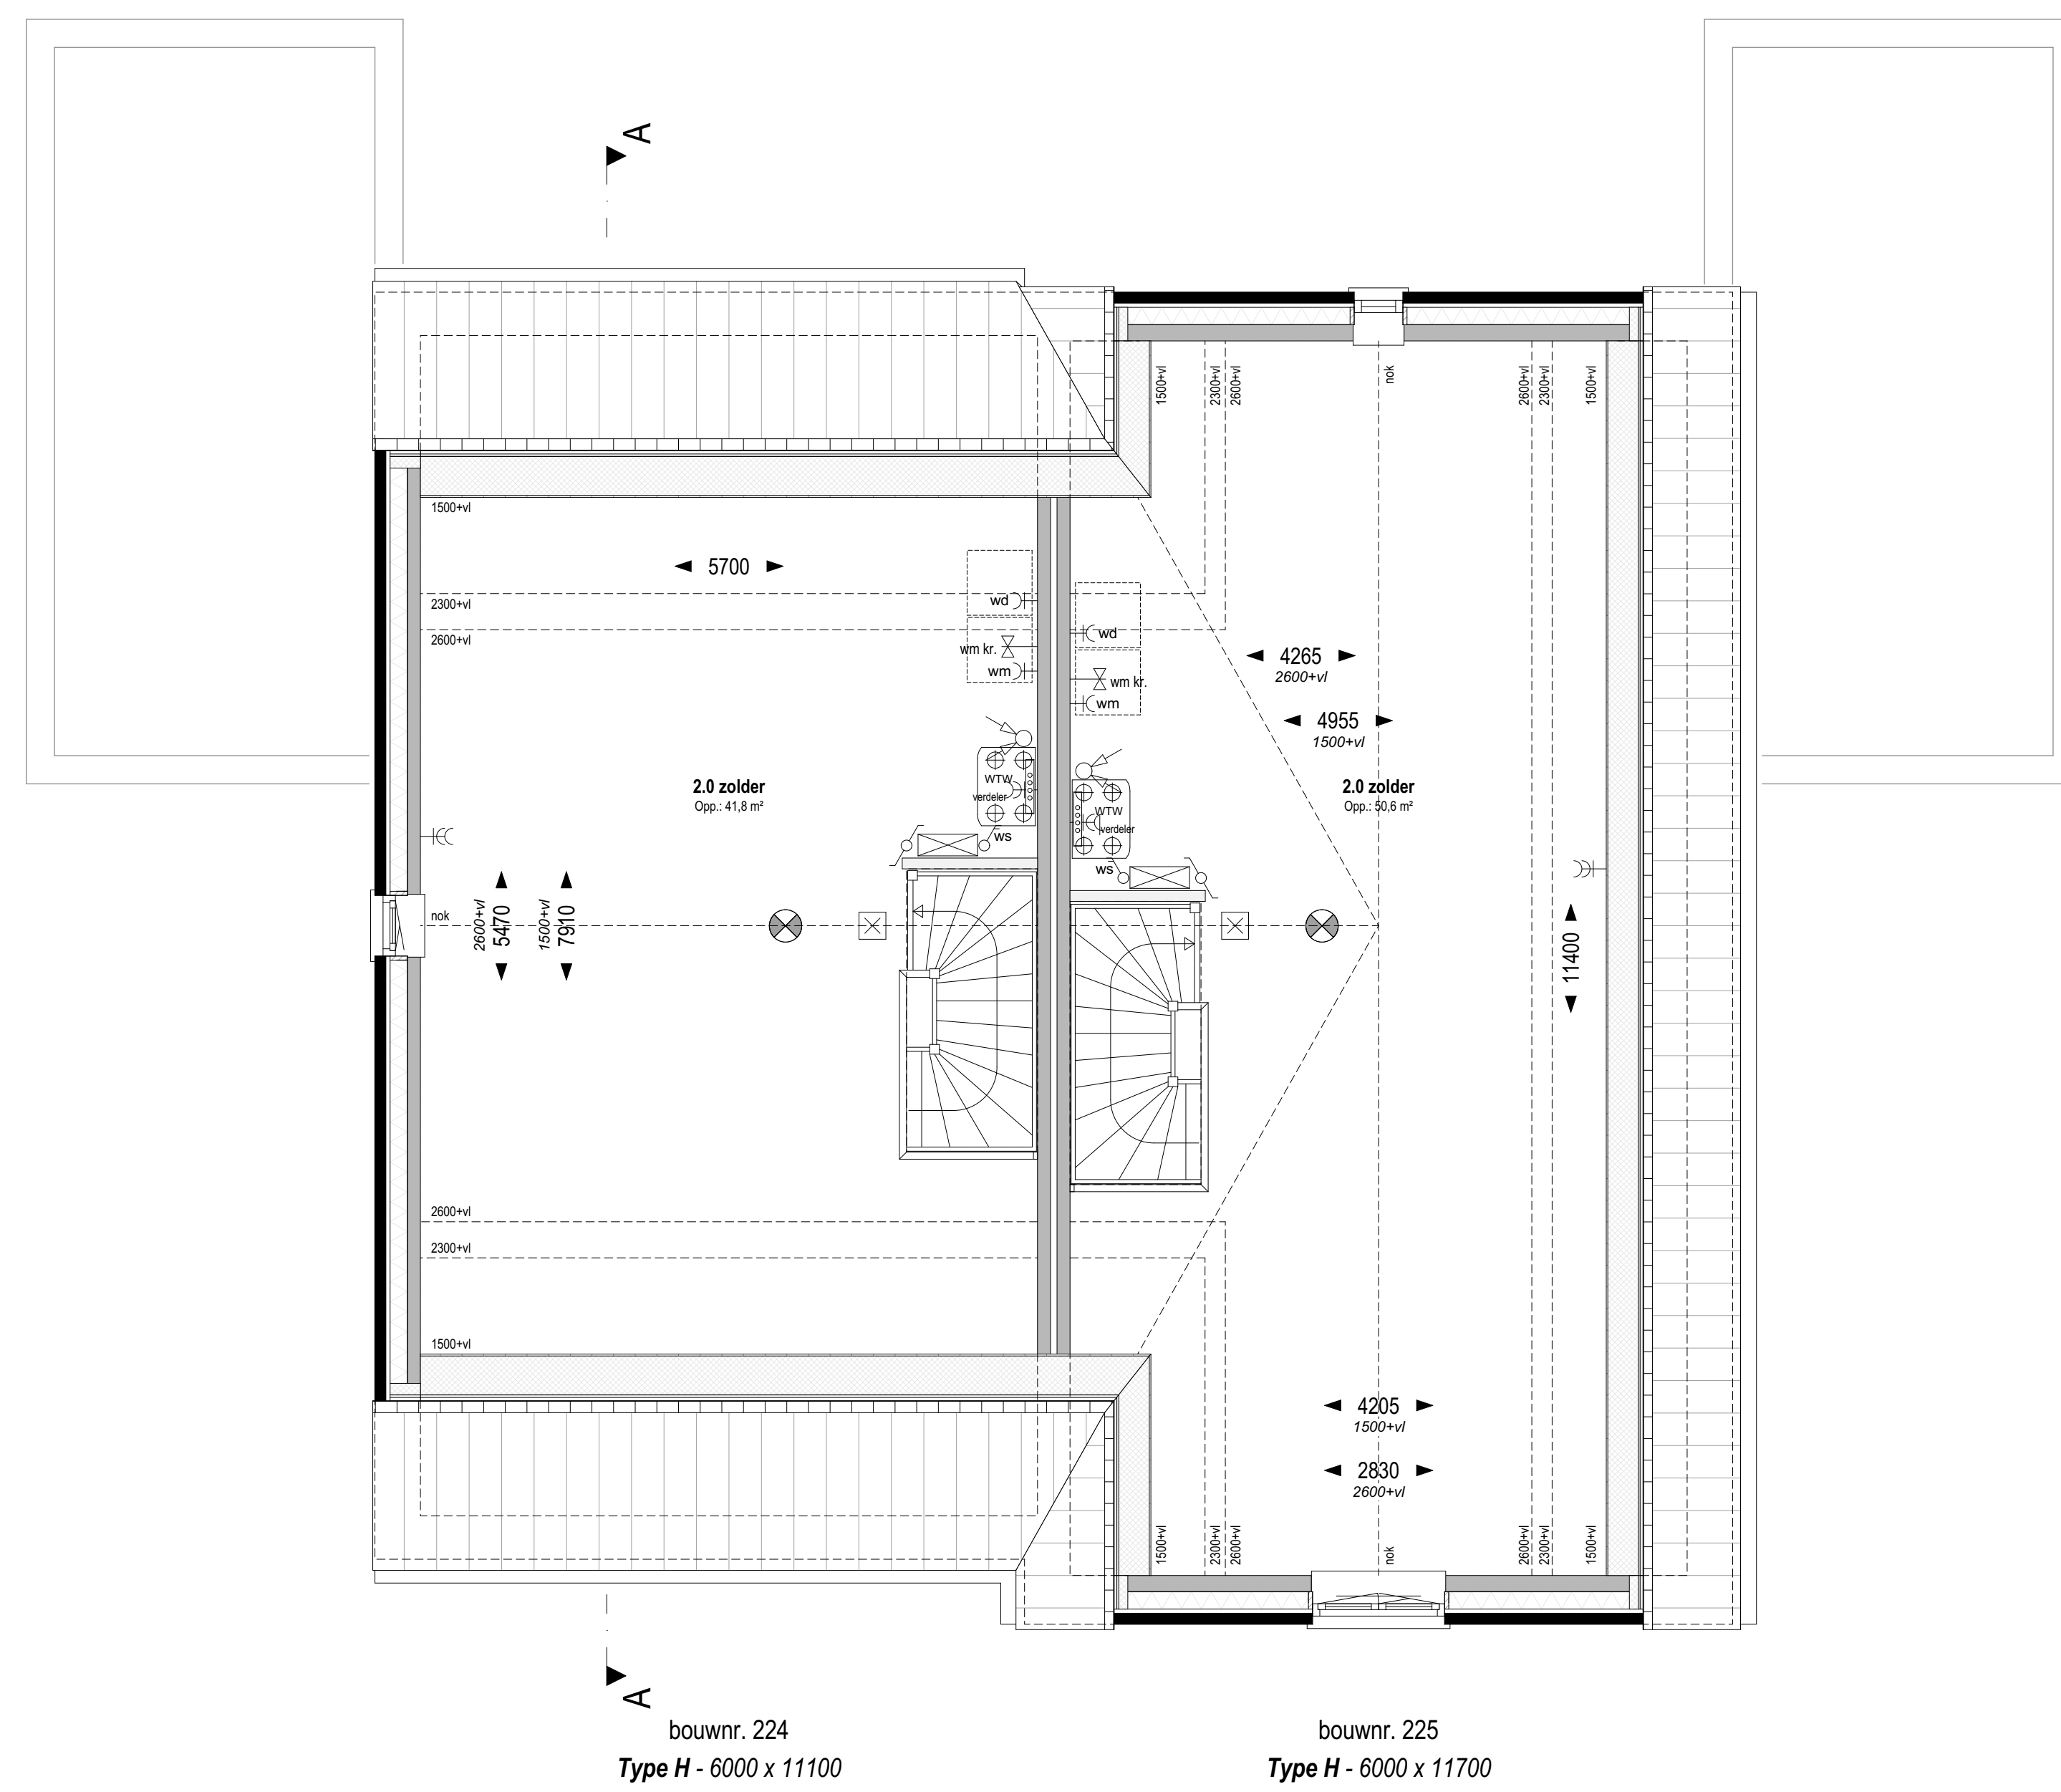 A
1500+vl
2300+vl
2600+vl
nok
2600+vl
2300+vl
1500+vl
1500+vl
5700
2300+vl
2600+vl
wd
wm kr.
wm
wd
wm kr.
wm
4265
2600+vl
4955
1500+vl
2.0 zolder
Opp.: 41,8 m²
WTW
verdeler
ws
WTW
verdeler
ws
2.0 zolder
Opp.: 50,6 m²
nok
2600+vl
5470
1500+vl
7910
11400
2600+vl
2300+vl
1500+vl
4205
1500+vl
2830
2600+vl
1500+vl
2300+vl
2600+vl
nok
2600+vl
2300+vl
1500+vl
A
bouwnr. 224
Type H - 6000 x 11100
bouwnr. 225
Type H - 6000 x 11700